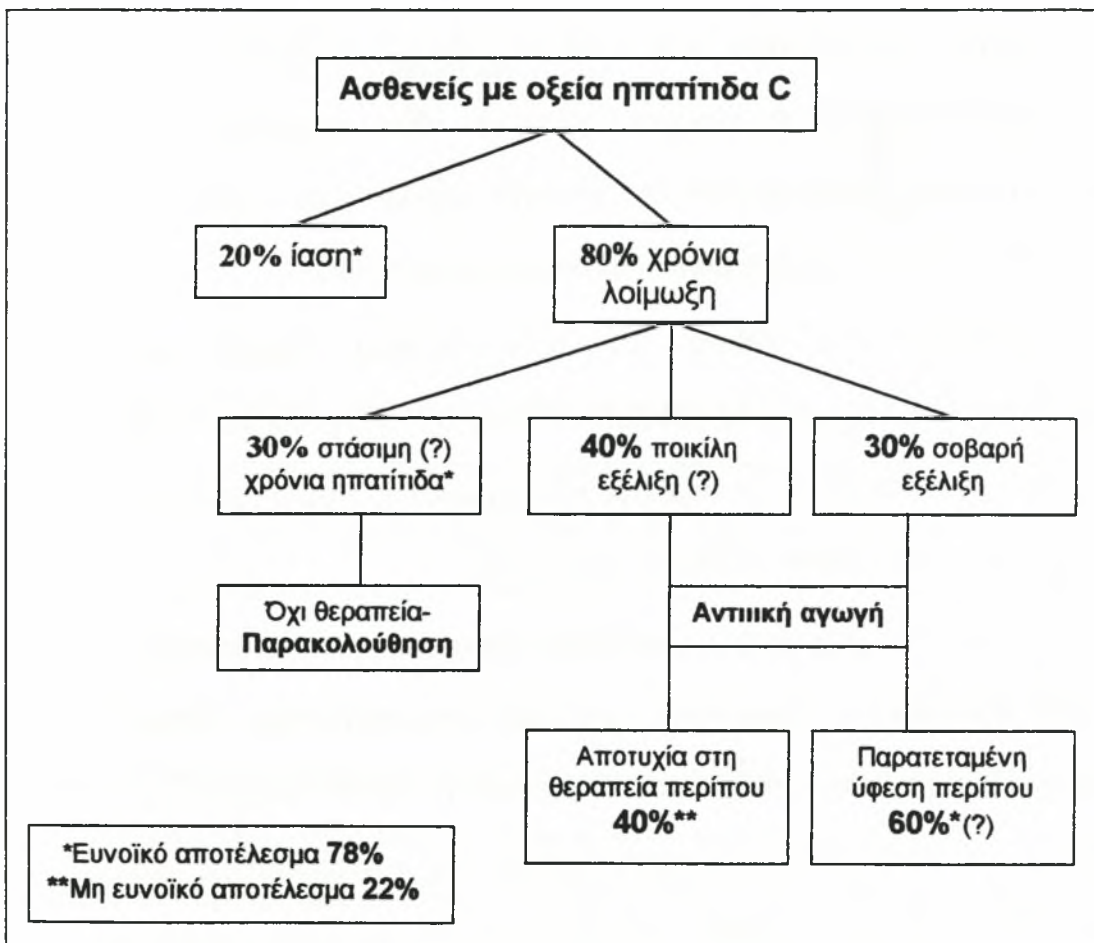 Ασθενείς με οξεία ηπατίτιδα C
20% ίαση*
80% χρόνια
λοίμωξη
30% στάσιμη (?)
χρόνια ηπατίτιδα*
40% ποικίλη
εξέλιξη (?)
30% σοβαρή
εξέλιξη
Όχι θεραπεία-
Παρακολούθηση
Αντιιική αγωγή
Αποτυχία στη
θεραπεία περίπου
40%**
Παρατεταμένη
ύφεση περίπου
60%*(?)
*Ευνοϊκό αποτέλεσμα 78%
**Μη ευνοϊκό αποτέλεσμα 22%